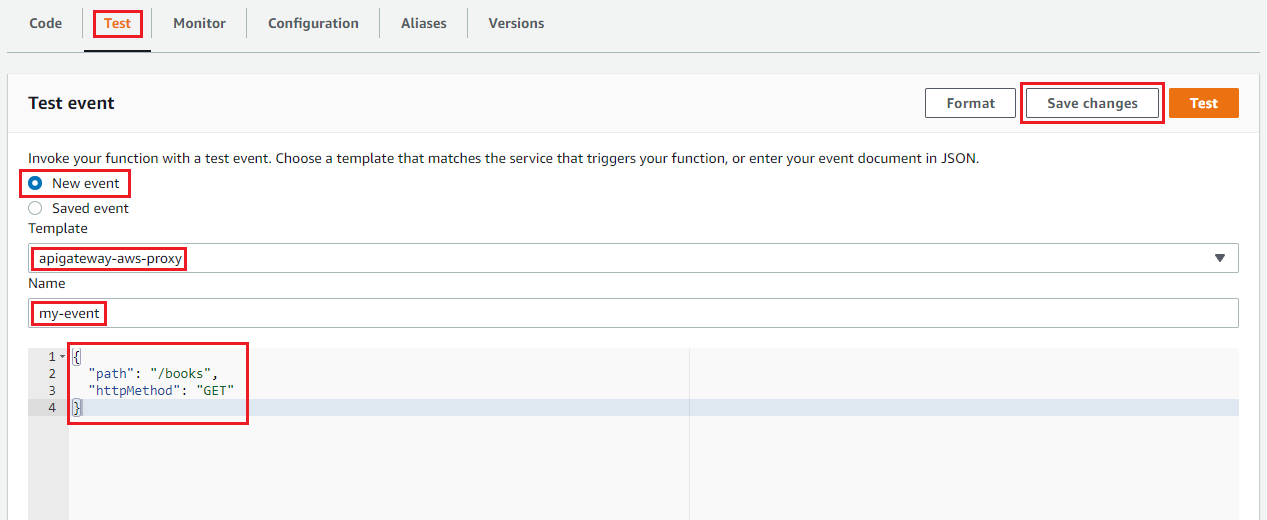 Code Test Monitor Configuration Aliases Versions
Test event Format Save changes Test
Invoke your function with a test event. Choose a template that matches the service that triggers your function, or enter your event document in JSON.
New event
Saved event
Template
apigateway-aws-proxy
Name
my-event
1 {
2 "path": "/books",
3 "httpMethod": "GET"
4 }